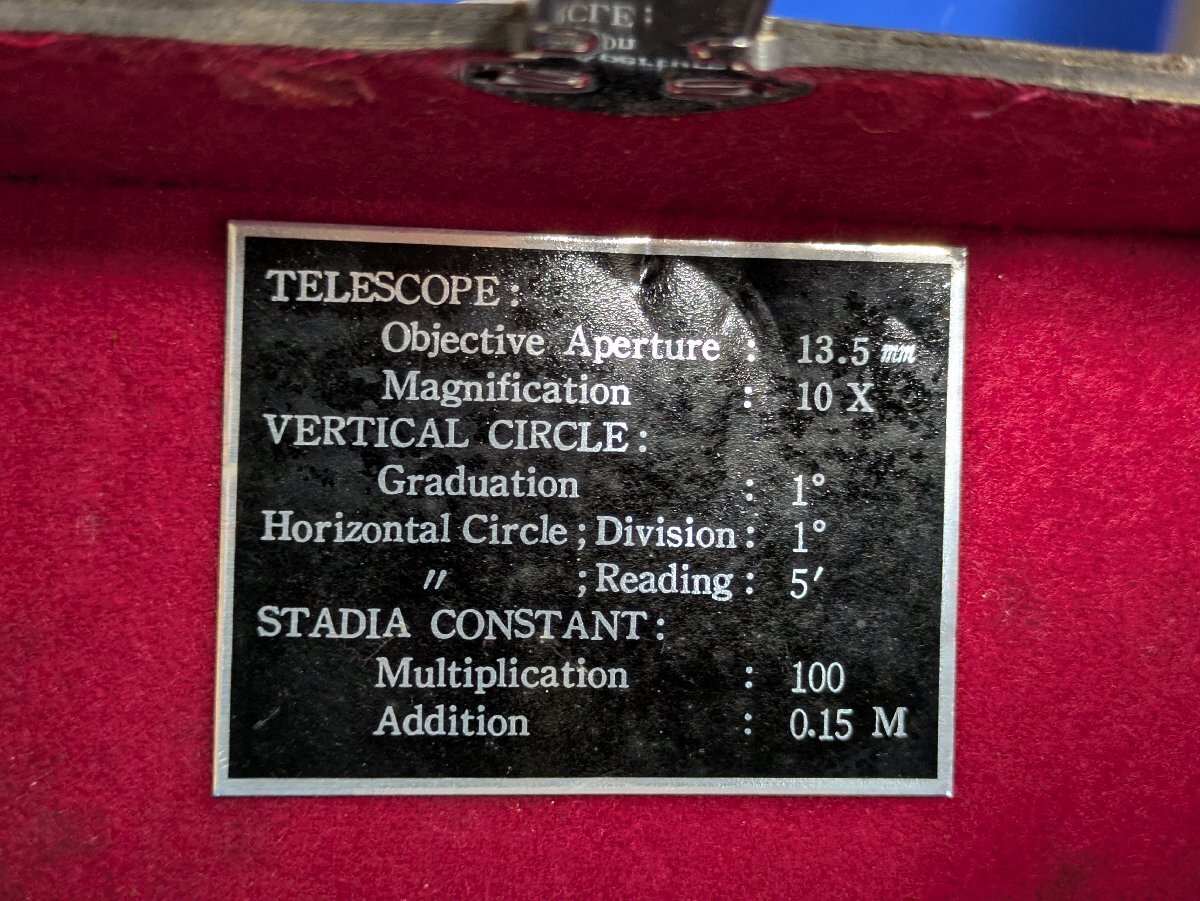 TELESCOPE:
Objective Aperture : 13.5 mm
Magnification : 10 X
VERTICAL CIRCLE:
Graduation : 1°
Horizontal Circle ; Division : 1°
〃 ; Reading : 5′
STADIA CONSTANT:
Multiplication : 100
Addition : 0.15 M